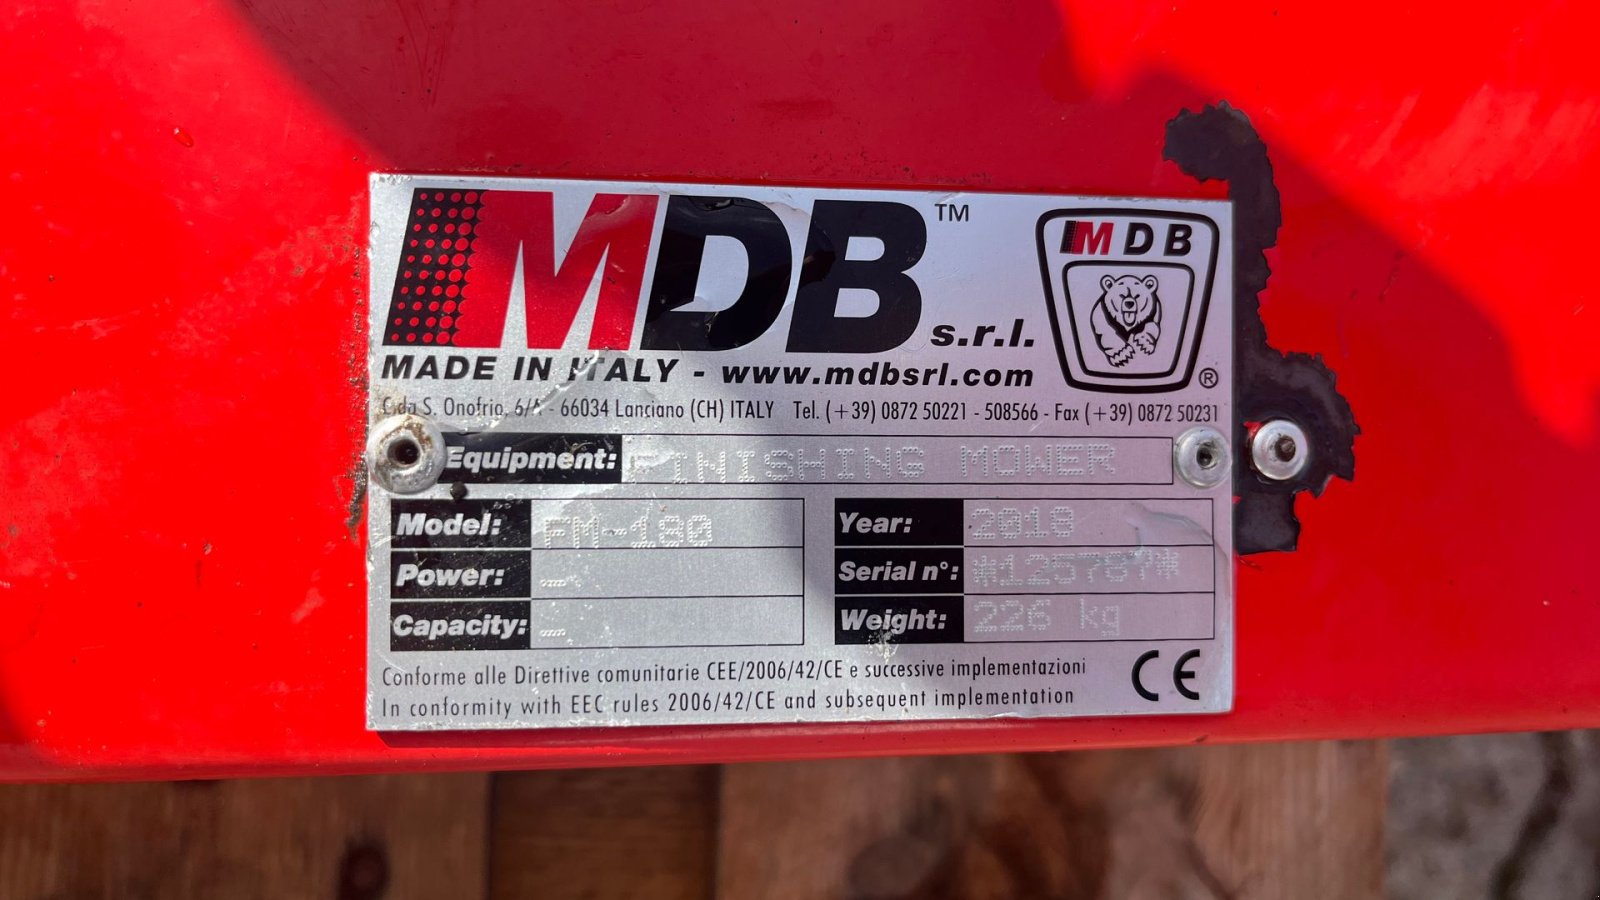 MDB™ s.r.l.
MDB
®
MADE IN ITALY - www.mdbsrl.com
C.da S. Onofrio, 6/A - 66034 Lanciano (CH) ITALY Tel. (+39) 0872 50221 - 508566 - Fax (+39) 0872 50231
Equipment: FINISHING MOWER
Model: FM-180
Year: 2018
Power: --
Serial n°: *125787*
Capacity: --
Weight: 226 kg
Conforme alle Direttive comunitarie CEE/2006/42/CE e successive implementazioni
In conformity with EEC rules 2006/42/CE and subsequent implementation
CE